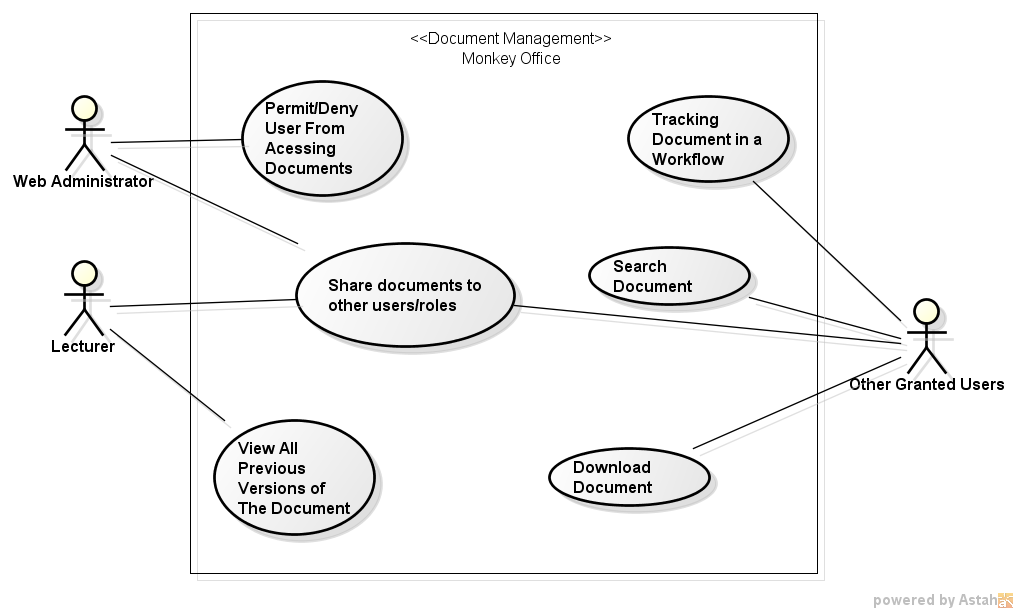 <<Document Management>>
Monkey Office
Permit/Deny
User From
Acessing
Documents
Tracking
Document in a
Workflow
Web Administrator
Share documents to
other users/roles
Search
Document
Lecturer
Other Granted Users
View All
Previous
Versions of
The Document
Download
Document
powered by Astah